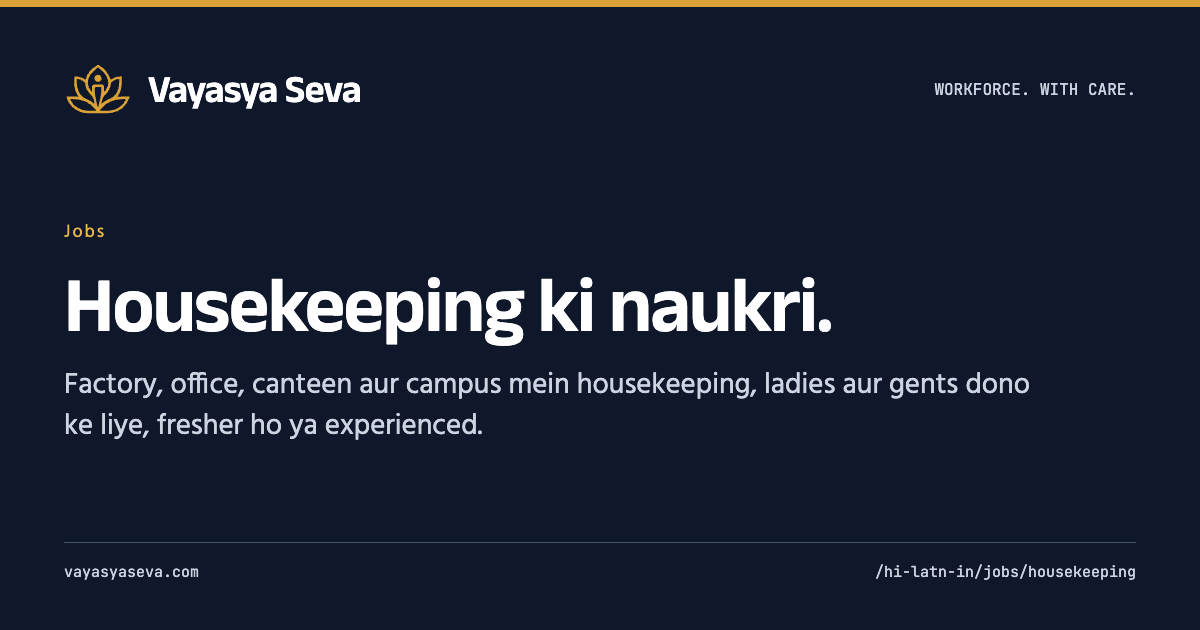 Vayasya Seva
WORKFORCE. WITH CARE.
Jobs
Housekeeping ki naukri.
Factory, office, canteen aur campus mein housekeeping, ladies aur gents dono
ke liye, fresher ho ya experienced.
vayasyaseva.com
/hi-latn-in/jobs/housekeeping